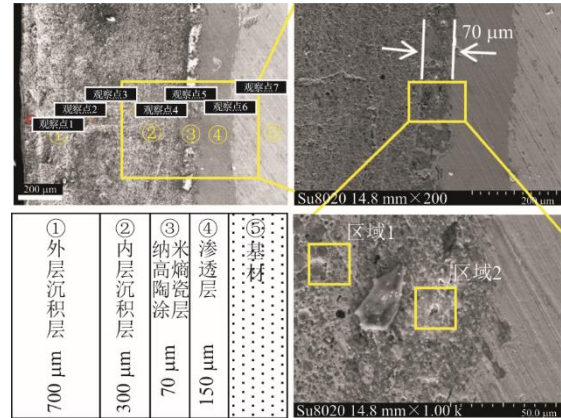 观察点1
观察点2
观察点3
观察点4
观察点5
观察点6
观察点7
①
②
③
④
⑤
200 μm
70 μm
Su8020 14.8 mm×200
200 μm
① 外层沉积层 700 μm
② 内层沉积层 300 μm
③ 纳米高熵陶瓷涂层 70 μm
④ 渗透层 150 μm
⑤ 基材
区域1
区域2
Su8020 14.8 mm×1.00 k
50.0 μm